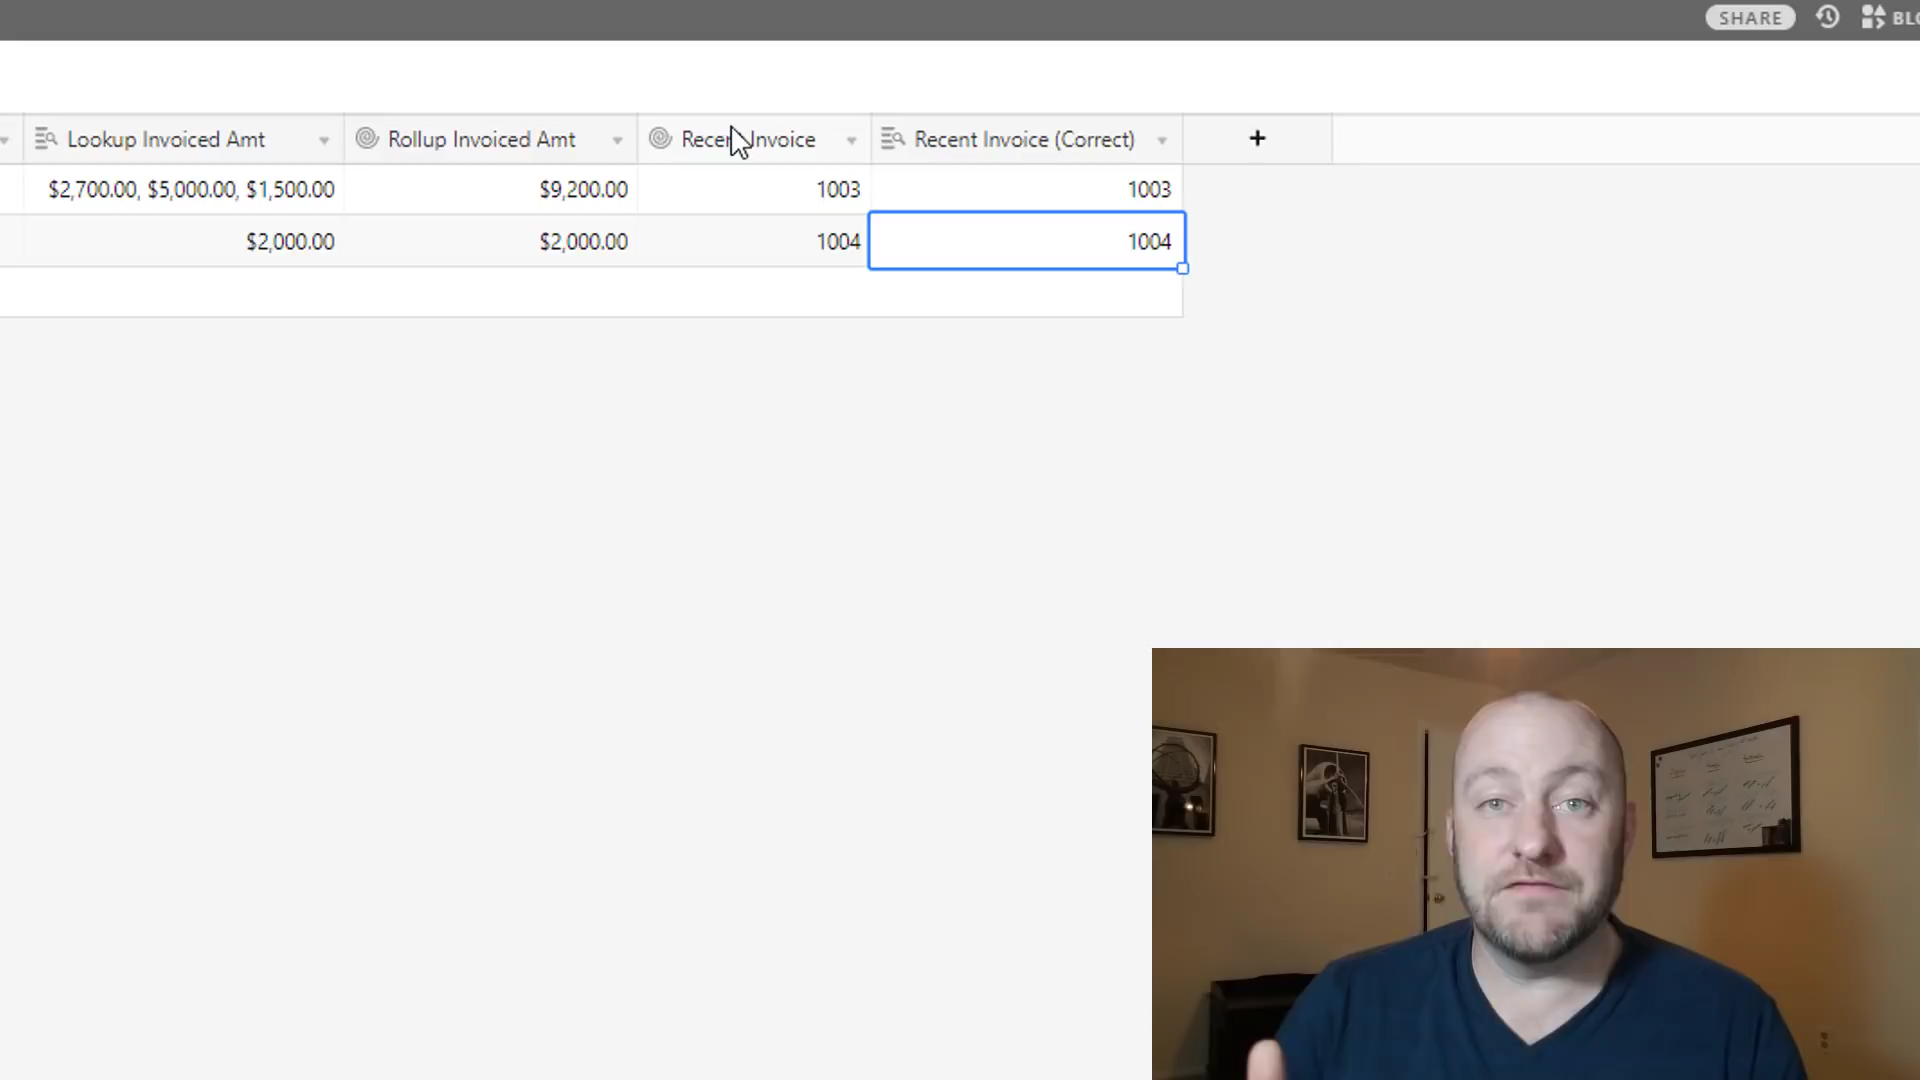 SHARE BLO
Lookup Invoiced Amt Rollup Invoiced Amt Recent Invoice Recent Invoice (Correct) +
$2,700.00, $5,000.00, $1,500.00 $9,200.00 1003 1003
$2,000.00 $2,000.00 1004 1004